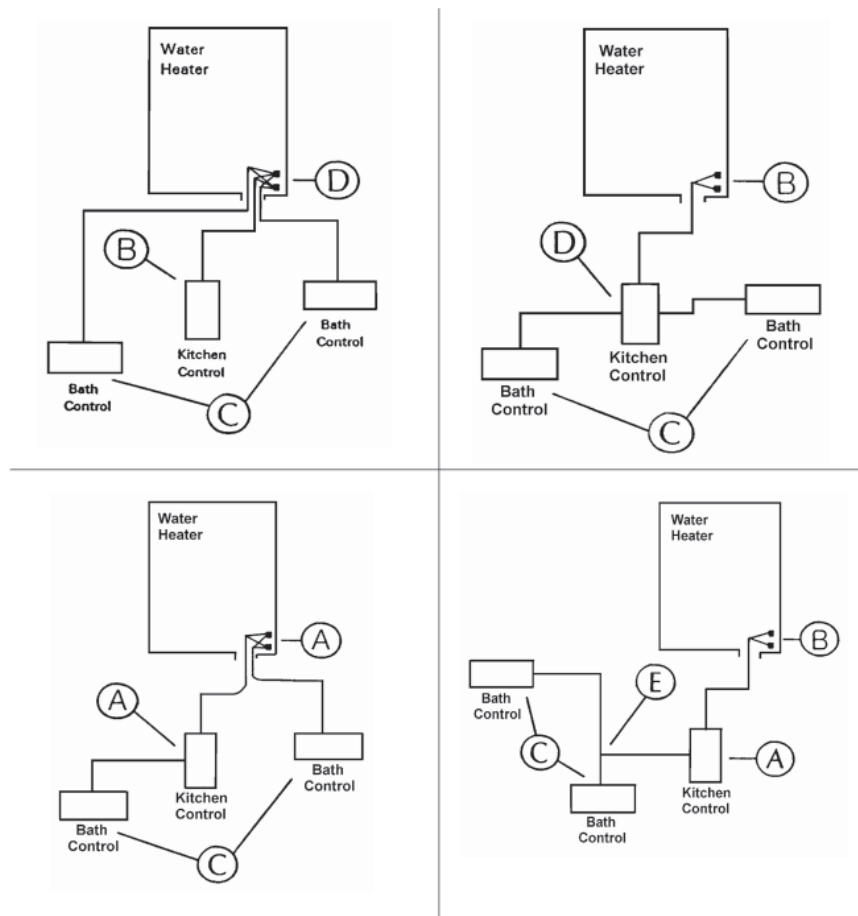 Water
Heater
D
B
Kitchen
Control
Bath
Control
Bath
Control
C
Water
Heater
B
D
Kitchen
Control
Bath
Control
Bath
Control
C
Water
Heater
A
A
Kitchen
Control
Bath
Control
Bath
Control
C
Water
Heater
B
E
Bath
Control
C
A
Kitchen
Control
Bath
Control